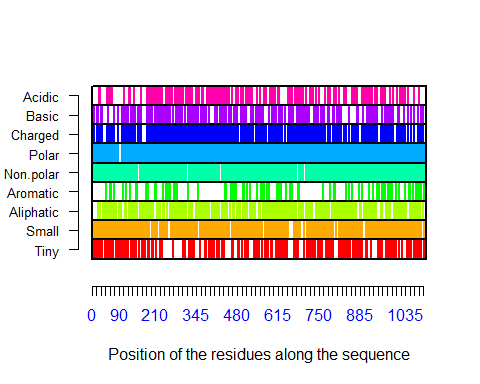 Acidic
Basic
Charged
Polar
Non.polar
Aromatic
Aliphatic
Small
Tiny
0 90 210 345 480 615 750 885 1035
Position of the residues along the sequence